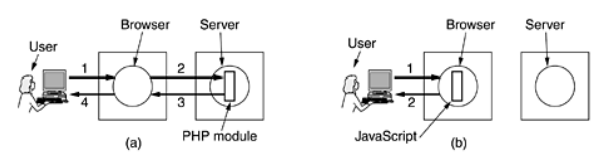 Browser Server
User
1
2
4
3
PHP module
(a)
Browser Server
User
1
2
JavaScript
(b)